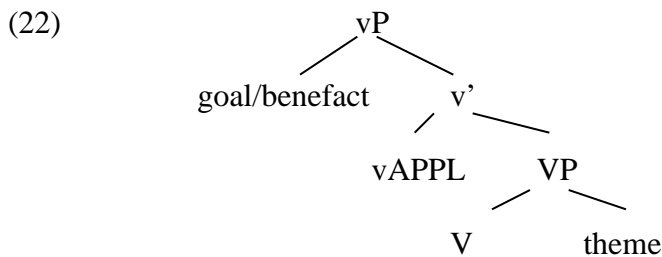 (22) vP
goal/benefact v’
vAPPL VP
V theme